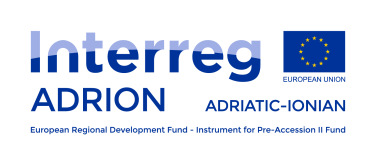 Interreg
EUROPEAN UNION
ADRION ADRIATIC-IONIAN
European Regional Development Fund - Instrument for Pre-Accession II Fund